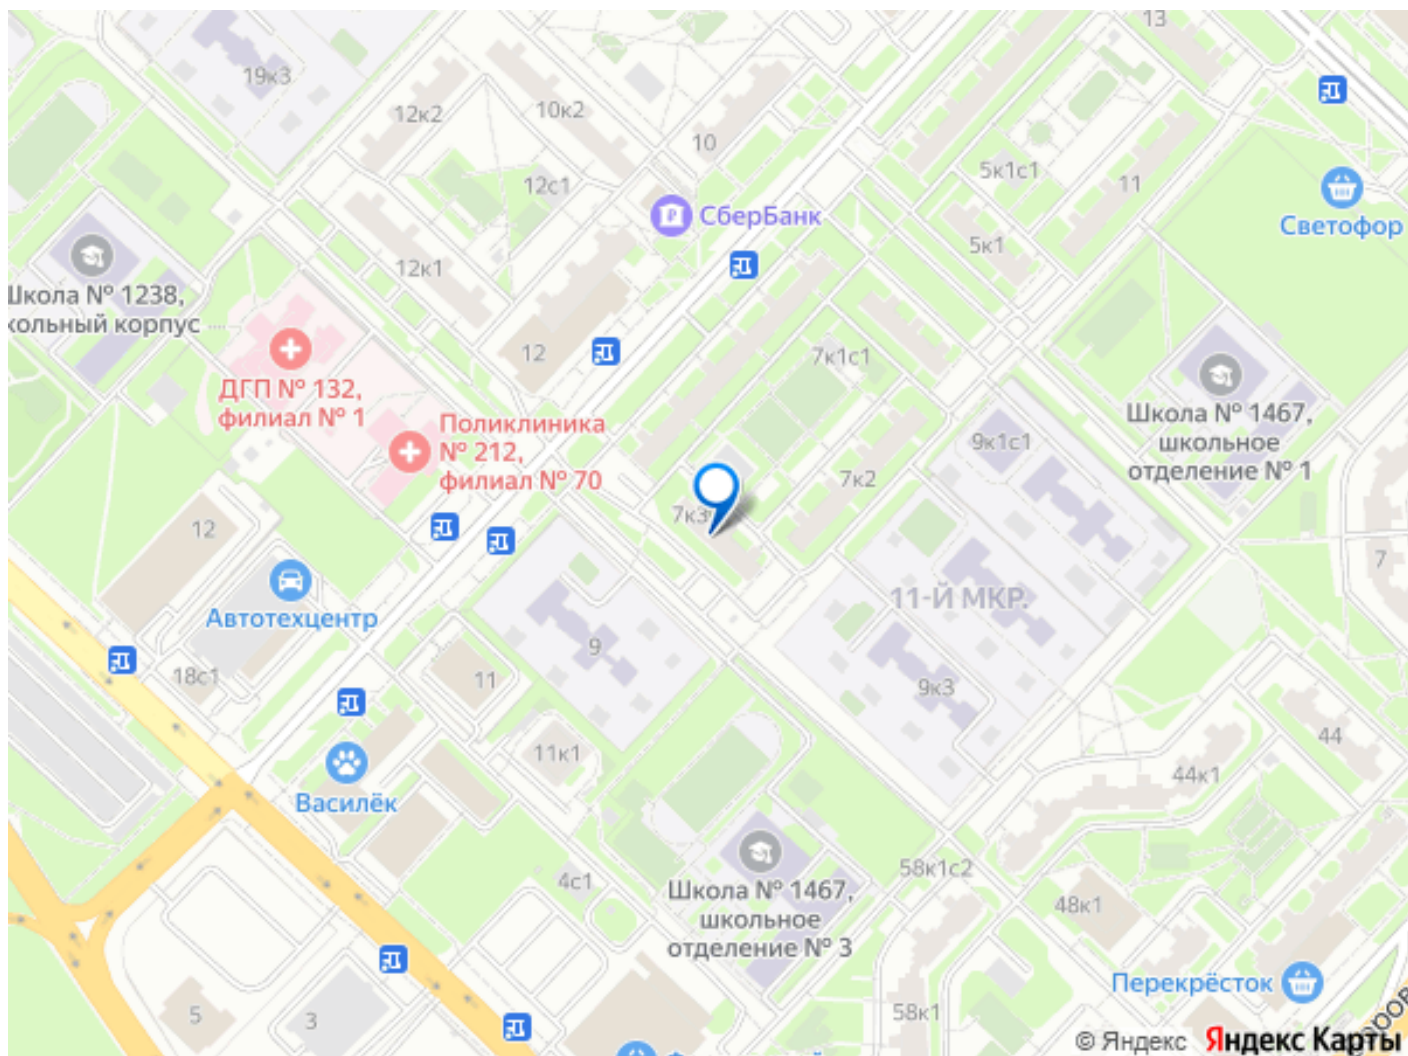 13
19к3
12к2
10к2
10
12с1
5к1с1
11
СберБанк
Светофор
5к1
12к1
Школа № 1238,
школьный корпус
12
7к1с1
ДГП № 132,
филиал № 1
Поликлиника
№ 212,
филиал № 70
Школа № 1467,
школьное
отделение № 1
9к1с1
7к2
7к3
12
7
11-Й МКР.
Автотехцентр
9
18с1
11
9к3
44
11к1
44к1
Василёк
58к1с2
4с1
Школа № 1467,
школьное
отделение № 3
48к1
Перекрёсток
5
3
58к1
© Яндекс Яндекс Карты